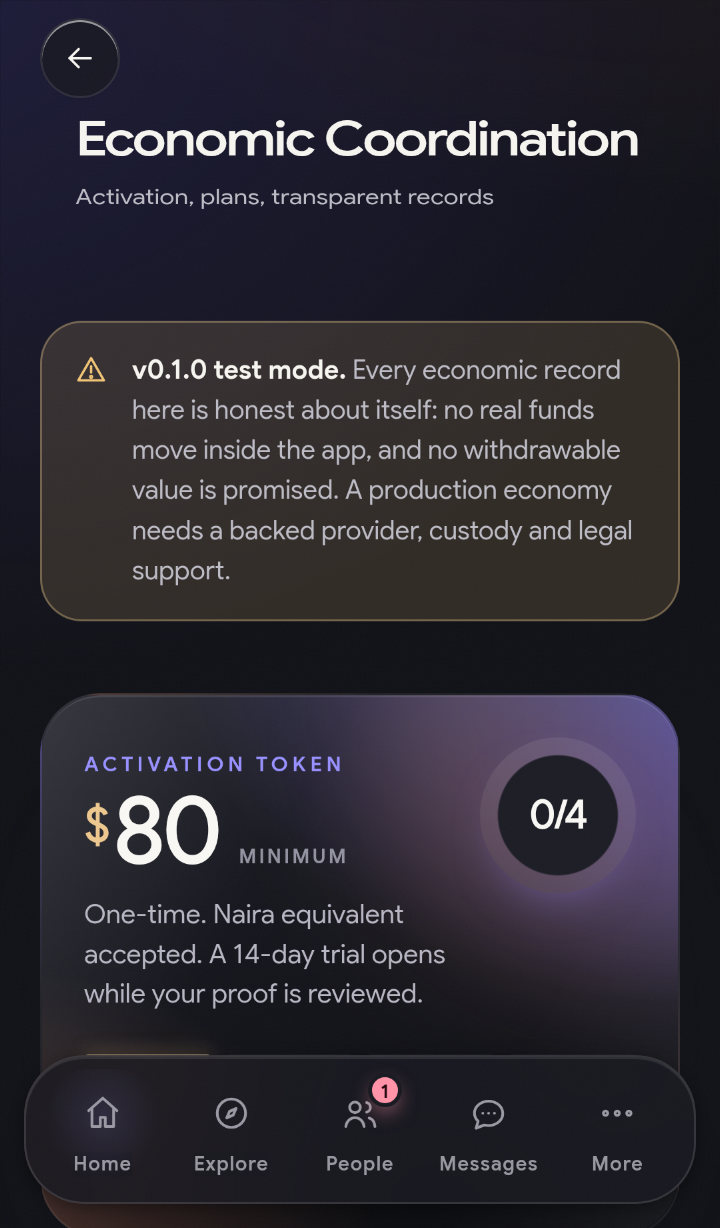 Economic Coordination
Activation, plans, transparent records
v0.1.0 test mode. Every economic record
here is honest about itself: no real funds
move inside the app, and no withdrawable
value is promised. A production economy
needs a backed provider, custody and legal
support.
ACTIVATION TOKEN
$80 MINIMUM
0/4
One-time. Naira equivalent
accepted. A 14-day trial opens
while your proof is reviewed.
1
Home Explore People Messages More